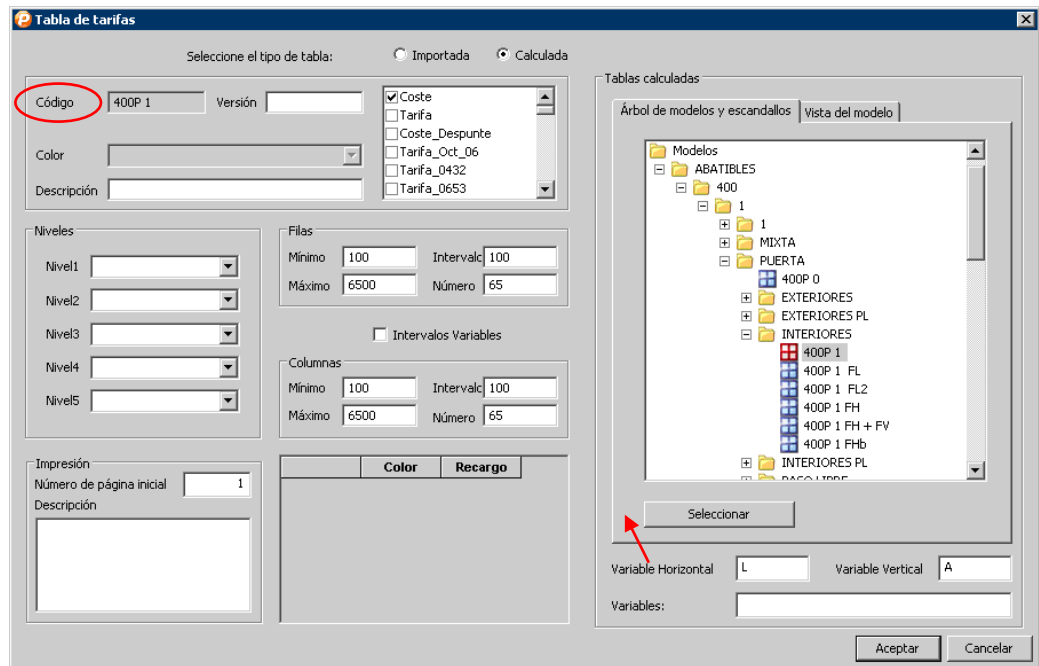 Tabla de tarifas
Seleccione el tipo de tabla: Importada Calculada
Código 400P 1 Versión
Color
Descripción
Coste
Tarifa
Coste_Despunte
Tarifa_Oct_06
Tarifa_0432
Tarifa_0653
Niveles
Nivel1
Nivel2
Nivel3
Nivel4
Nivel5
Filas
Mínimo 100 Intervalc 100
Máximo 6500 Número 65
Intervalos Variables
Columnas
Mínimo 100 Intervalc 100
Máximo 6500 Número 65
Impresión
Número de página inicial 1
Descripción
Color Recargo
Tablas calculadas
Árbol de modelos y escandallos Vista del modelo
Modelos
ABATIBLES
400
1
1
MIXTA
PUERTA
400P 0
EXTERIORES
EXTERIORES PL
INTERIORES
400P 1
400P 1 FL
400P 1 FL2
400P 1 FH
400P 1 FH + FV
400P 1 FHb
INTERIORES PL
Seleccionar
Variable Horizontal L Variable Vertical A
Variables:
Aceptar Cancelar